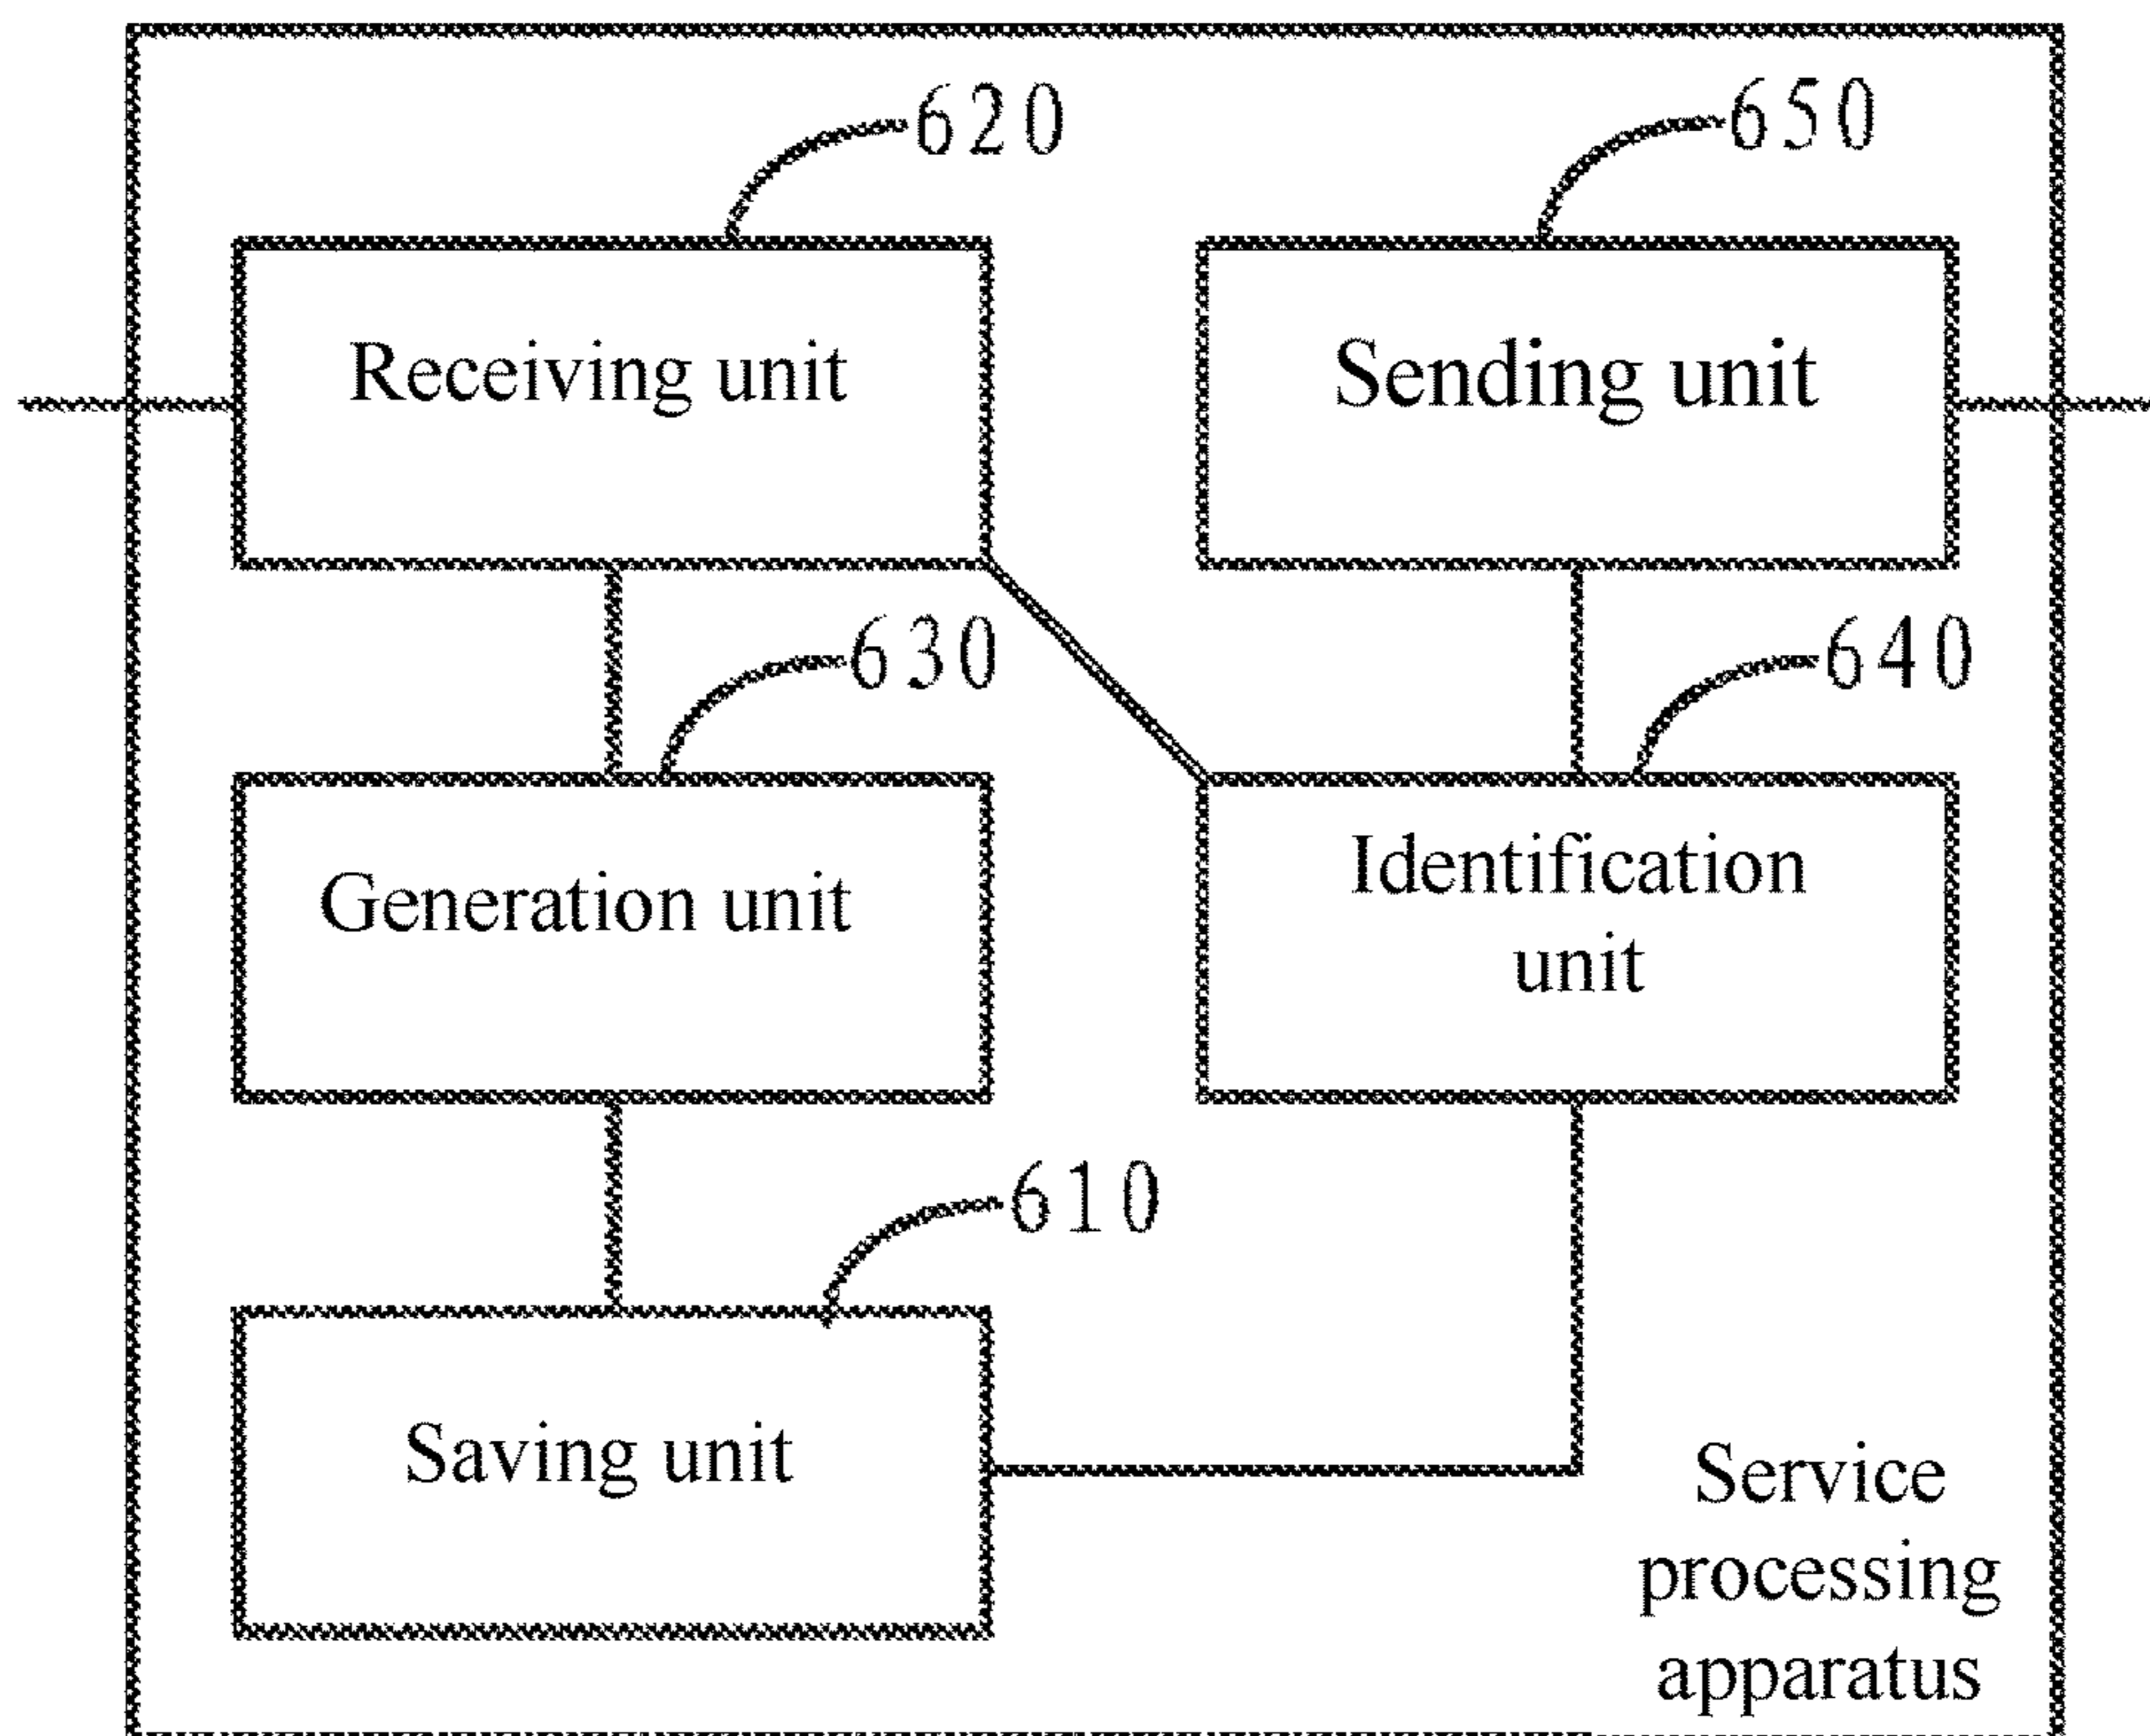 620
650
Receiving unit
Sending unit
630
640
Generation unit
Identification
unit
610
Saving unit
Service
processing
apparatus